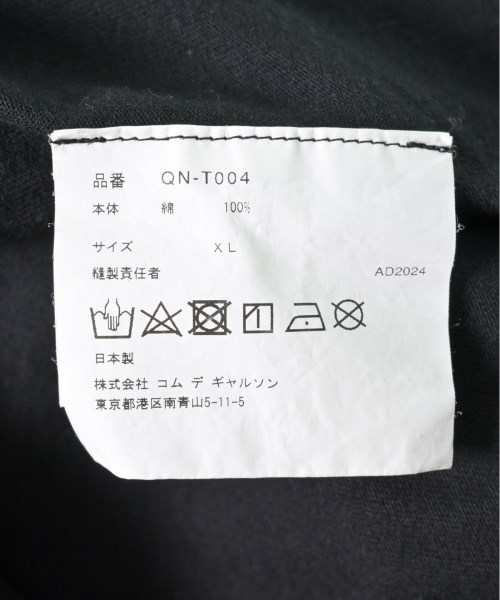 品番 QN-T004
本体 綿 100%
サイズ XL
縫製責任者 AD2024
日本製
株式会社 コム デ ギャルソン
東京都港区南青山5-11-5